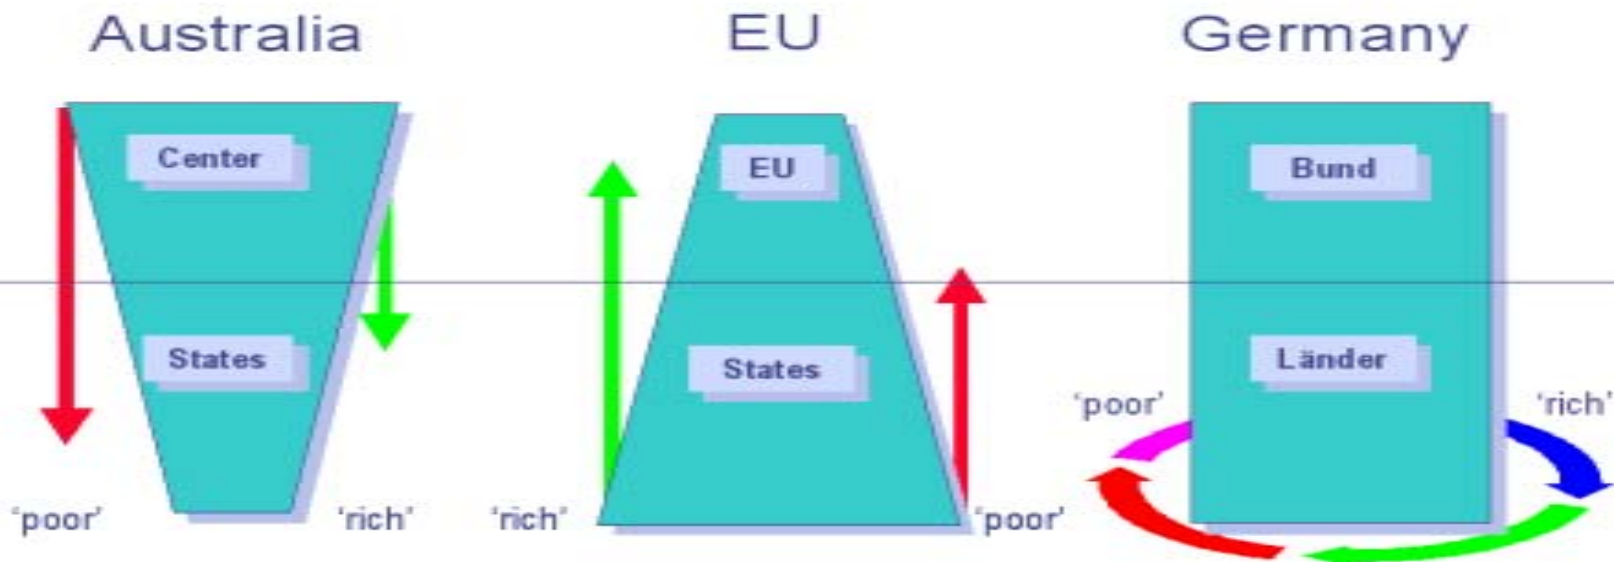 Australia
EU
Germany
Center
EU
Bund
States
States
Länder
‘poor’
‘rich’
‘poor’
‘rich’
‘rich’
‘poor’